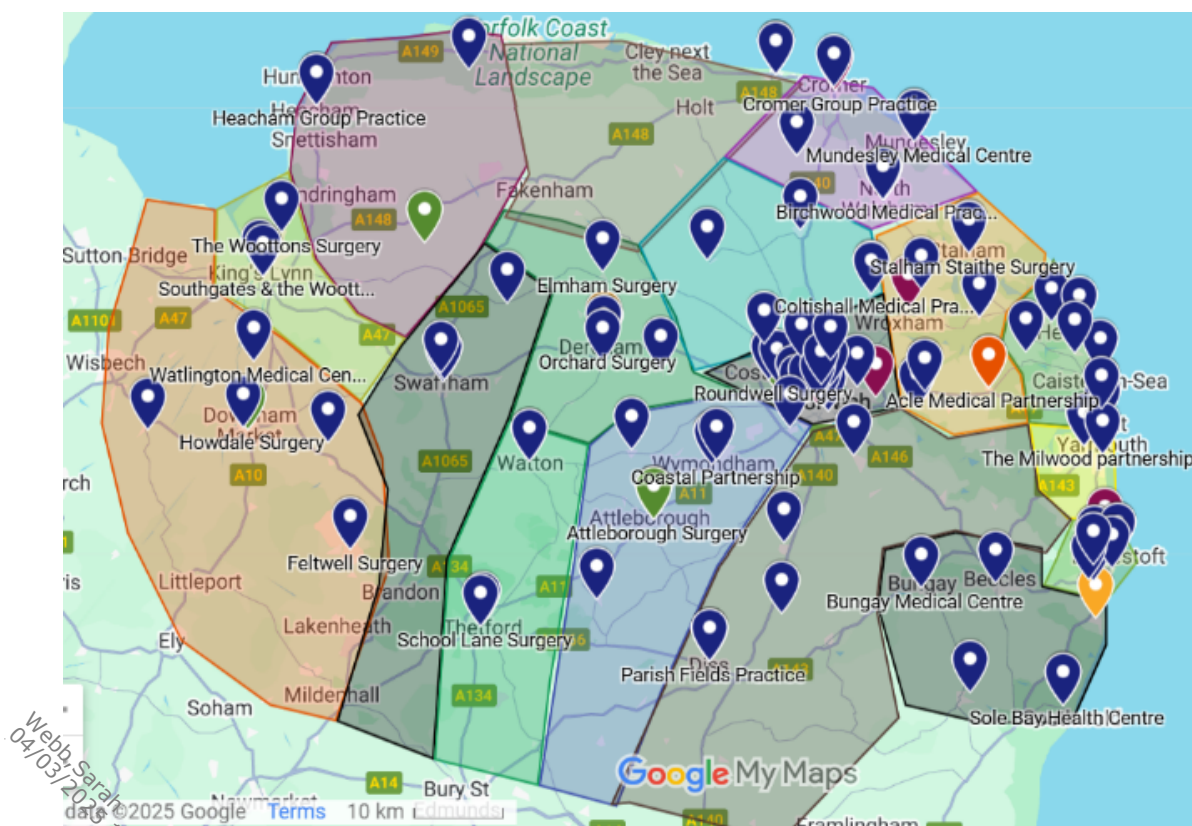 Norfolk Coast
National
Landscape
Cley next
the Sea
A149
Heacham Group Practice
Heacham
Snettisham
Holt
A148
A148
Cromer
Cromer Group Practice
Mundesley
Mundesley Medical Centre
Fakenham
A148
Birchwood Medical Prac...
Sutton Bridge
The Woottons Surgery
King's Lynn
Southgates & the Woott...
Elmham Surgery
Stalham
Stalham Staithe Surgery
A1101
A47
A1065
A47
Coltishall Medical Pra...
Wroxham
Wisbech
Orchard Surgery
Watlington Medical Cen...
Swaffham
Roundwell Surgery
Caister-on-Sea
Acle Medical Partnership
Howdale Surgery
A10
A1065
Watton
Wymondham
Coastal Partnership
A11
A47
A140
A146
Yarmouth
The Milwood partnership
A143
Attleborough
Attleborough Surgery
Feltwell Surgery
Littleport
Brandon
A134
A11
Bungay
Beccles
Bungay Medical Centre
Ely
Lakenheath
Thetford
School Lane Surgery
Diss
Parish Fields Practice
A143
Mildenhall
A134
Soham
Sole Bay Health Centre
Webb, Sarah
04/03/2025
Google My Maps
A14
Bury St
Edmunds
Newmarket
©2025 Google
Terms
10 km
A140
Framlingham